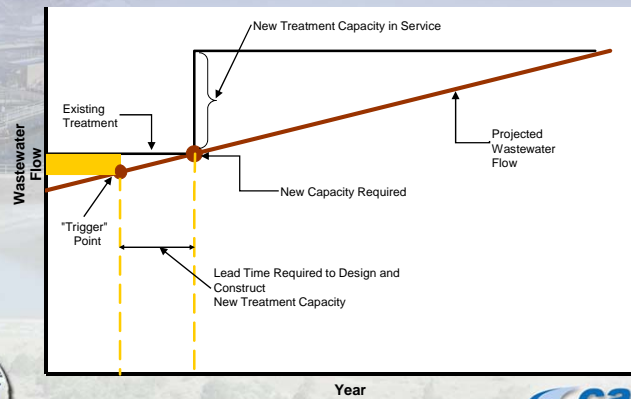 New Treatment Capacity in Service
Existing
Treatment
Wastewater
Flow
Projected
Wastewater
Flow
New Capacity Required
"Trigger"
Point
Lead Time Required to Design and
Construct
New Treatment Capacity
Year